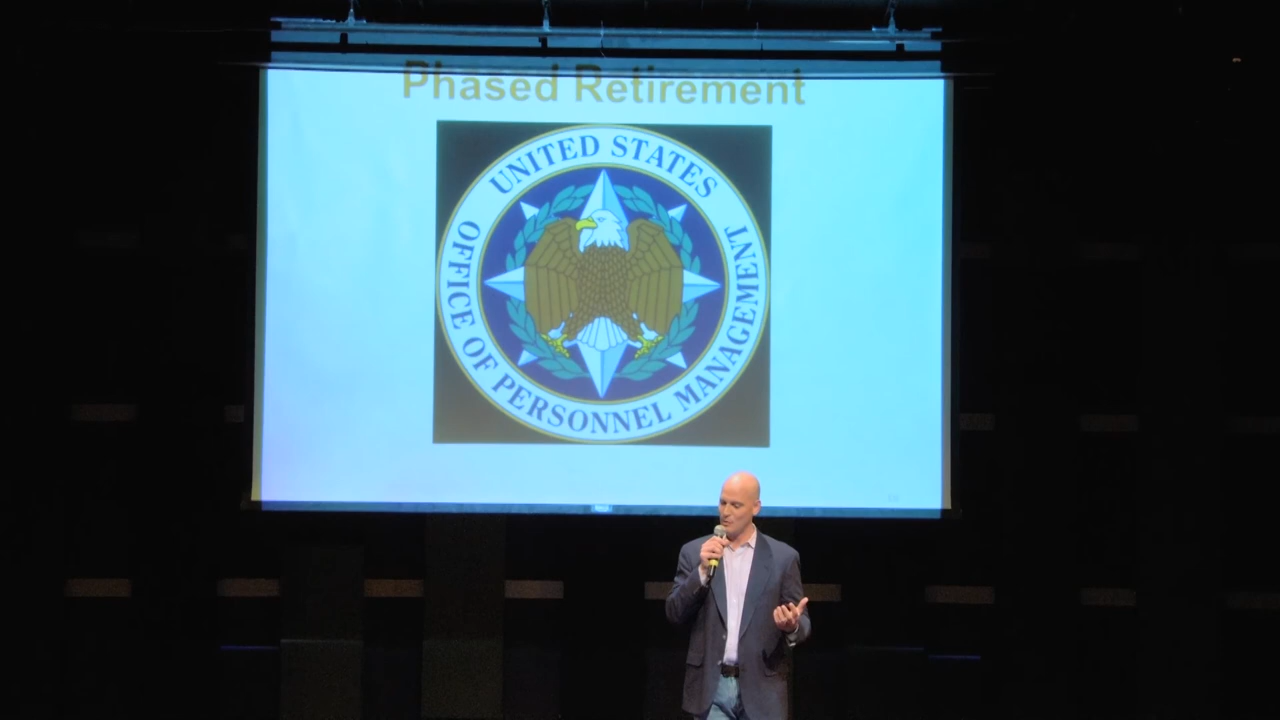 Phased Retirement
UNITED STATES
OFFICE OF PERSONNEL MANAGEMENT